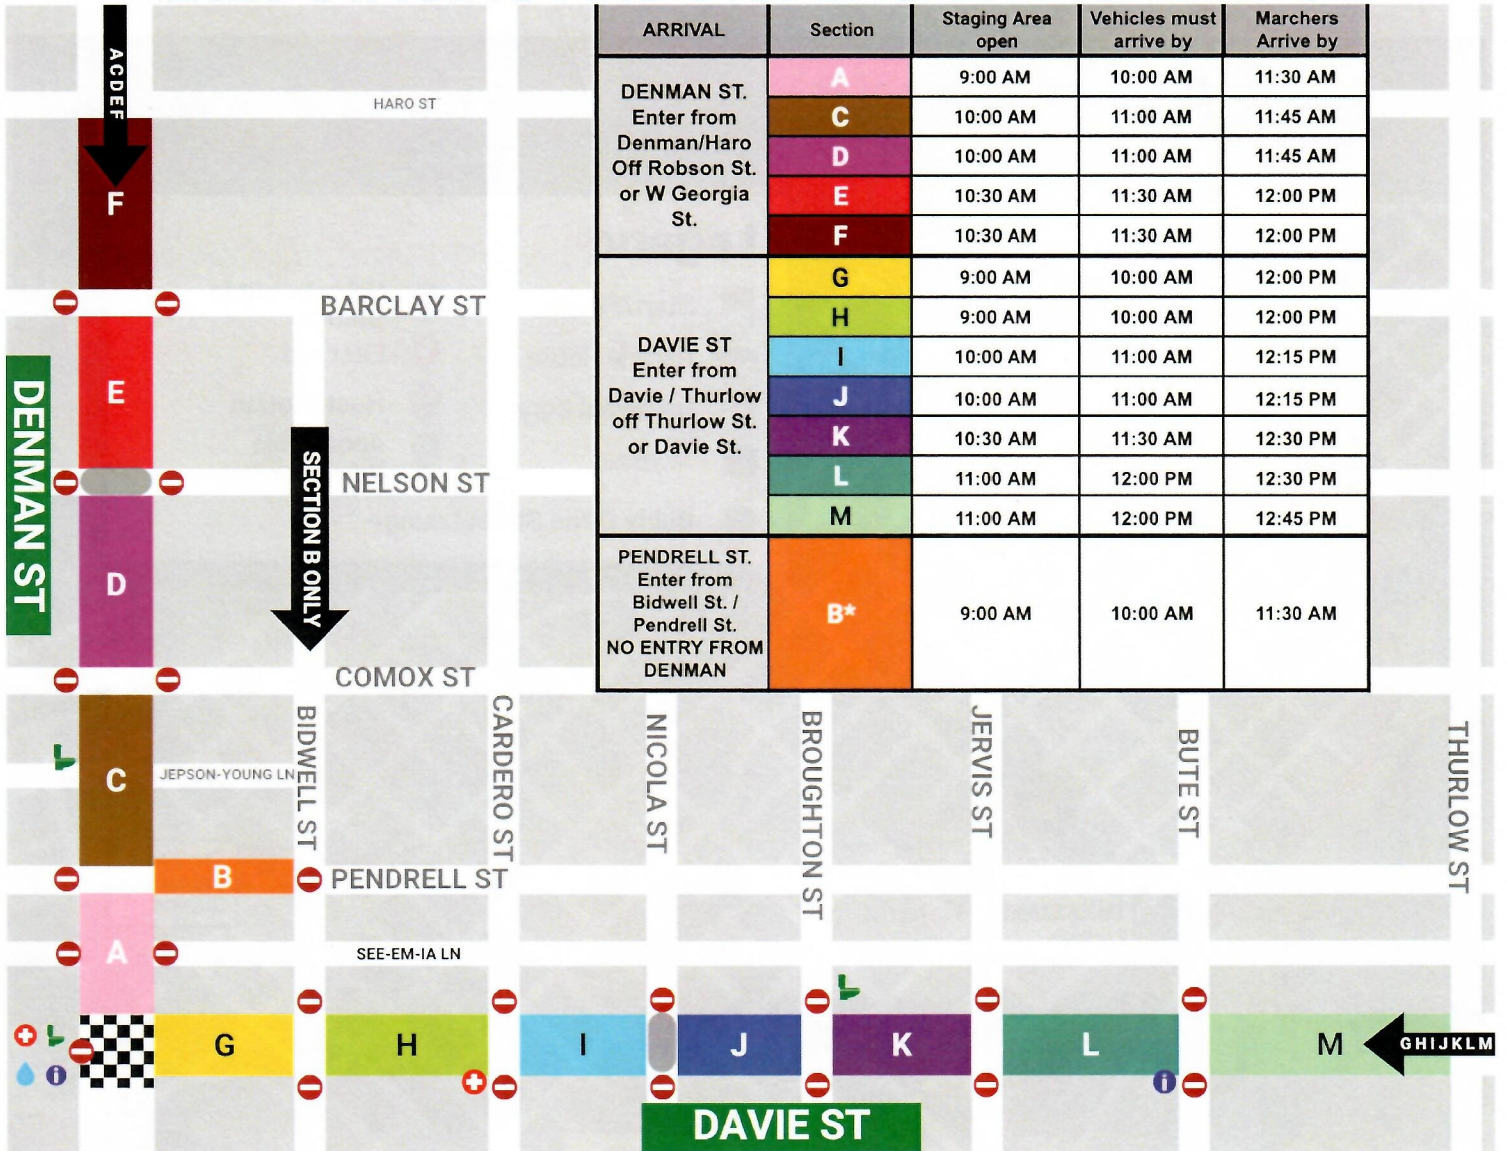 ARRIVAL
Section
Staging Area
open
Vehicles must
arrive by
Marchers
Arrive by
DENMAN ST.
Enter from
Denman/Haro
Off Robson St.
or W Georgia
St.
A 9:00 AM 10:00 AM 11:30 AM
C 10:00 AM 11:00 AM 11:45 AM
D 10:00 AM 11:00 AM 11:45 AM
E 10:30 AM 11:30 AM 12:00 PM
F 10:30 AM 11:30 AM 12:00 PM
DAVIE ST
Enter from
Davie / Thurlow
off Thurlow St.
or Davie St.
G 9:00 AM 10:00 AM 12:00 PM
H 9:00 AM 10:00 AM 12:00 PM
I 10:00 AM 11:00 AM 12:15 PM
J 10:00 AM 11:00 AM 12:15 PM
K 10:30 AM 11:30 AM 12:30 PM
L 11:00 AM 12:00 PM 12:30 PM
M 11:00 AM 12:00 PM 12:45 PM
PENDRELL ST.
Enter from
Bidwell St. /
Pendrell St.
NO ENTRY FROM
DENMAN
B* 9:00 AM 10:00 AM 11:30 AM
ACDEF
HARO ST
F
BARCLAY ST
E
DENMAN ST
NELSON ST
SECTION B ONLY
D
COMOX ST
C
JEPSON-YOUNG LN
BIDWELL ST
CARDERO ST
NICOLA ST
BROUGHTON ST
JERVIS ST
BUTE ST
THURLOW ST
B
PENDRELL ST
A
SEE-EM-IA LN
G
H
I
J
K
L
M
GHIJKLM
i
i
DAVIE ST